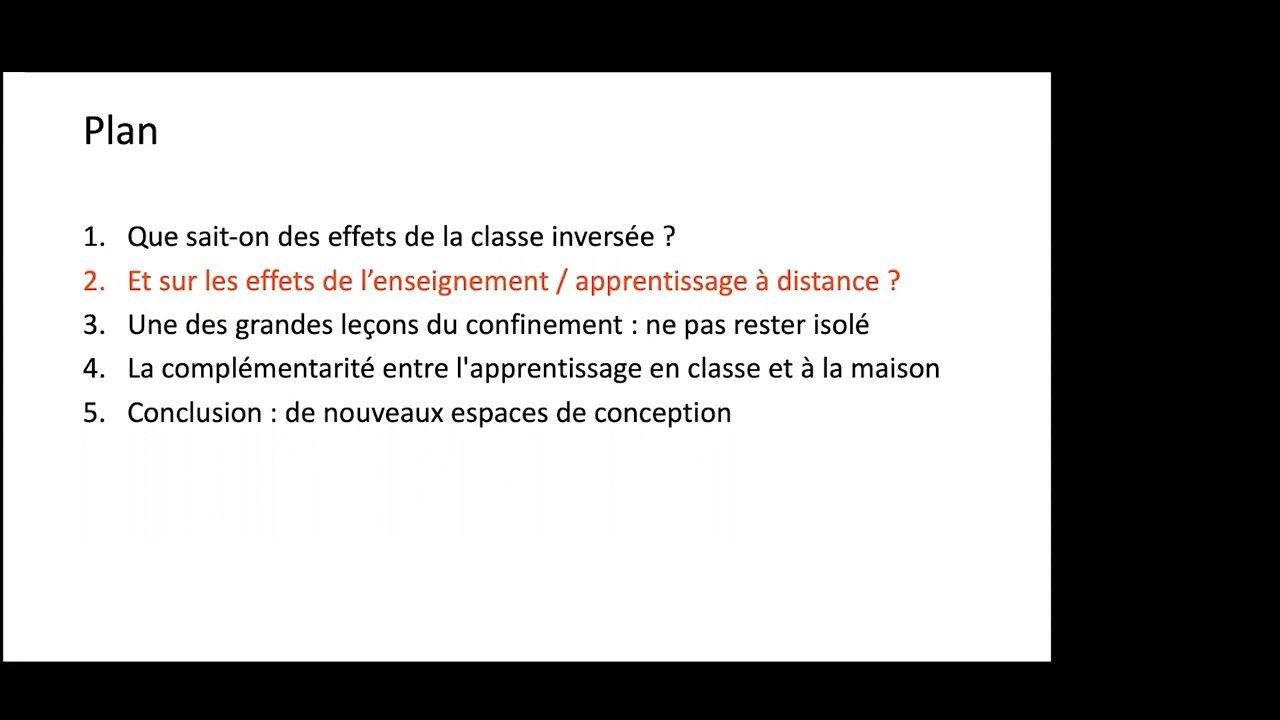 Plan
1. Que sait-on des effets de la classe inversée ?
2. Et sur les effets de l’enseignement / apprentissage à distance ?
3. Une des grandes leçons du confinement : ne pas rester isolé
4. La complémentarité entre l'apprentissage en classe et à la maison
5. Conclusion : de nouveaux espaces de conception